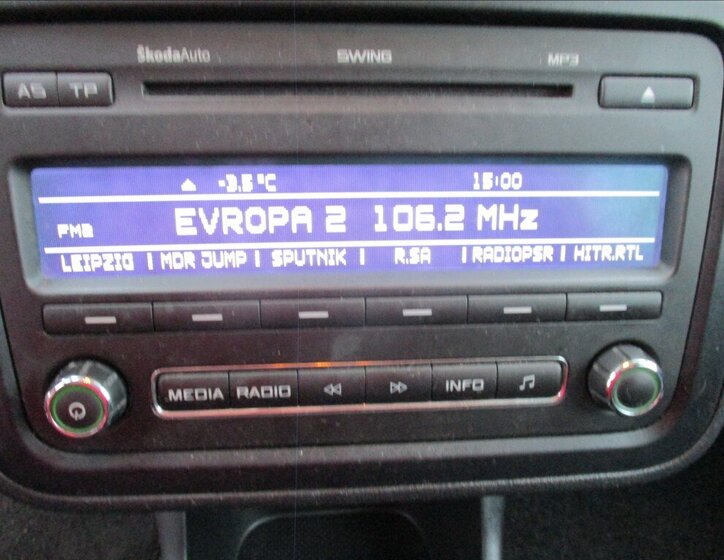 ŠkodaAuto SWING MP3
AS TP
-3.5°C 15:00
FM2 EVROPA 2 106.2 MHz
LEIPZIG | MDR JUMP | SPUTNIK | R.SA | RADIOPSR | HITR.RTL
MEDIA RADIO INFO